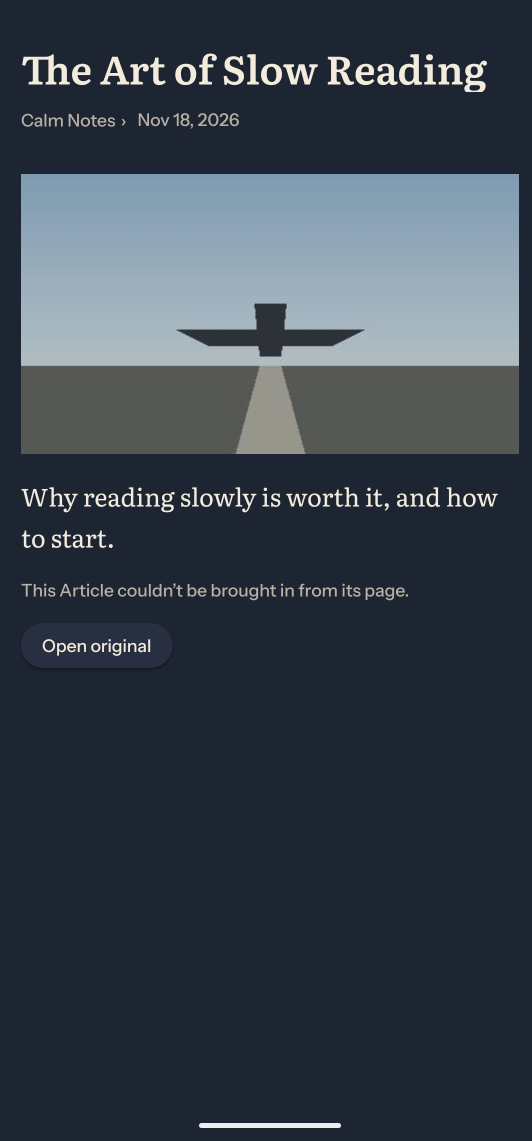 The Art of Slow Reading
Calm Notes › Nov 18, 2026
Why reading slowly is worth it, and how
to start.
This Article couldn’t be brought in from its page.
Open original